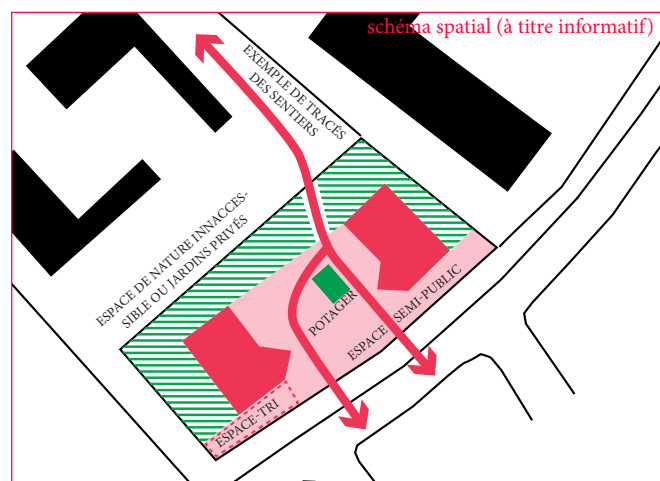 schéma spatial (à titre informatif)
EXEMPLE DE TRACÉS
DES SENTIERS
ESPACE DE NATURE INNACCES-
SIBLE OU JARDINS PRIVÉS
POTAGER
ESPACE SEMI-PUBLIC
ESPACE-TRI